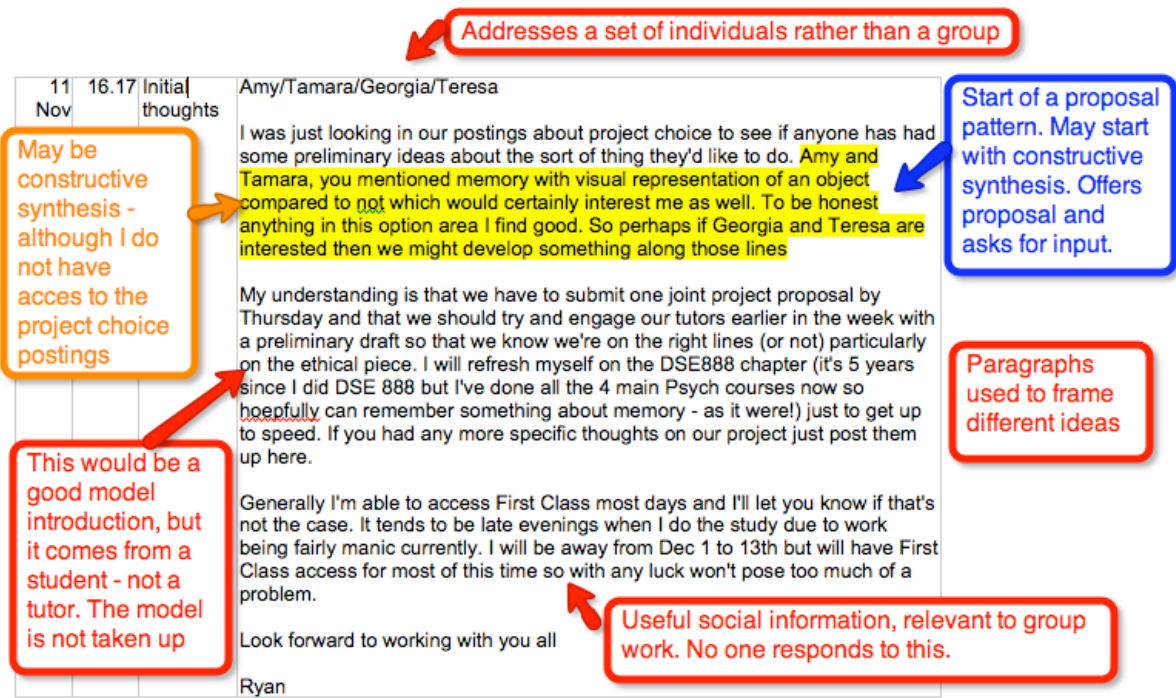 Addresses a set of individuals rather than a group
11 16.17 Initial Amy/Tamara/Georgia/Teresa
Nov thoughts
I was just looking in our postings about project choice to see if anyone has had
some preliminary ideas about the sort of thing they'd like to do. Amy and
Tamara, you mentioned memory with visual representation of an object
compared to not which would certainly interest me as well. To be honest
anything in this option area I find good. So perhaps if Georgia and Teresa are
interested then we might develop something along those lines
Start of a proposal
pattern. May start
with constructive
synthesis. Offers
proposal and
asks for input.
May be
constructive
synthesis -
although I do
not have
acces to the
project choice
postings
My understanding is that we have to submit one joint project proposal by
Thursday and that we should try and engage our tutors earlier in the week with
a preliminary draft so that we know we're on the right lines (or not) particularly
on the ethical piece. I will refresh myself on the DSE888 chapter (it's 5 years
since I did DSE 888 but I've done all the 4 main Psych courses now so
hoepfully can remember something about memory - as it were!) just to get up
to speed. If you had any more specific thoughts on our project just post them
up here.
Paragraphs
used to frame
different ideas
This would be a
good model
introduction, but
it comes from a
student - not a
tutor. The model
is not taken up
Generally I'm able to access First Class most days and I'll let you know if that's
not the case. It tends to be late evenings when I do the study due to work
being fairly manic currently. I will be away from Dec 1 to 13th but will have First
Class access for most of this time so with any luck won't pose too much of a
problem.
Useful social information, relevant to group
work. No one responds to this.
Look forward to working with you all
Ryan